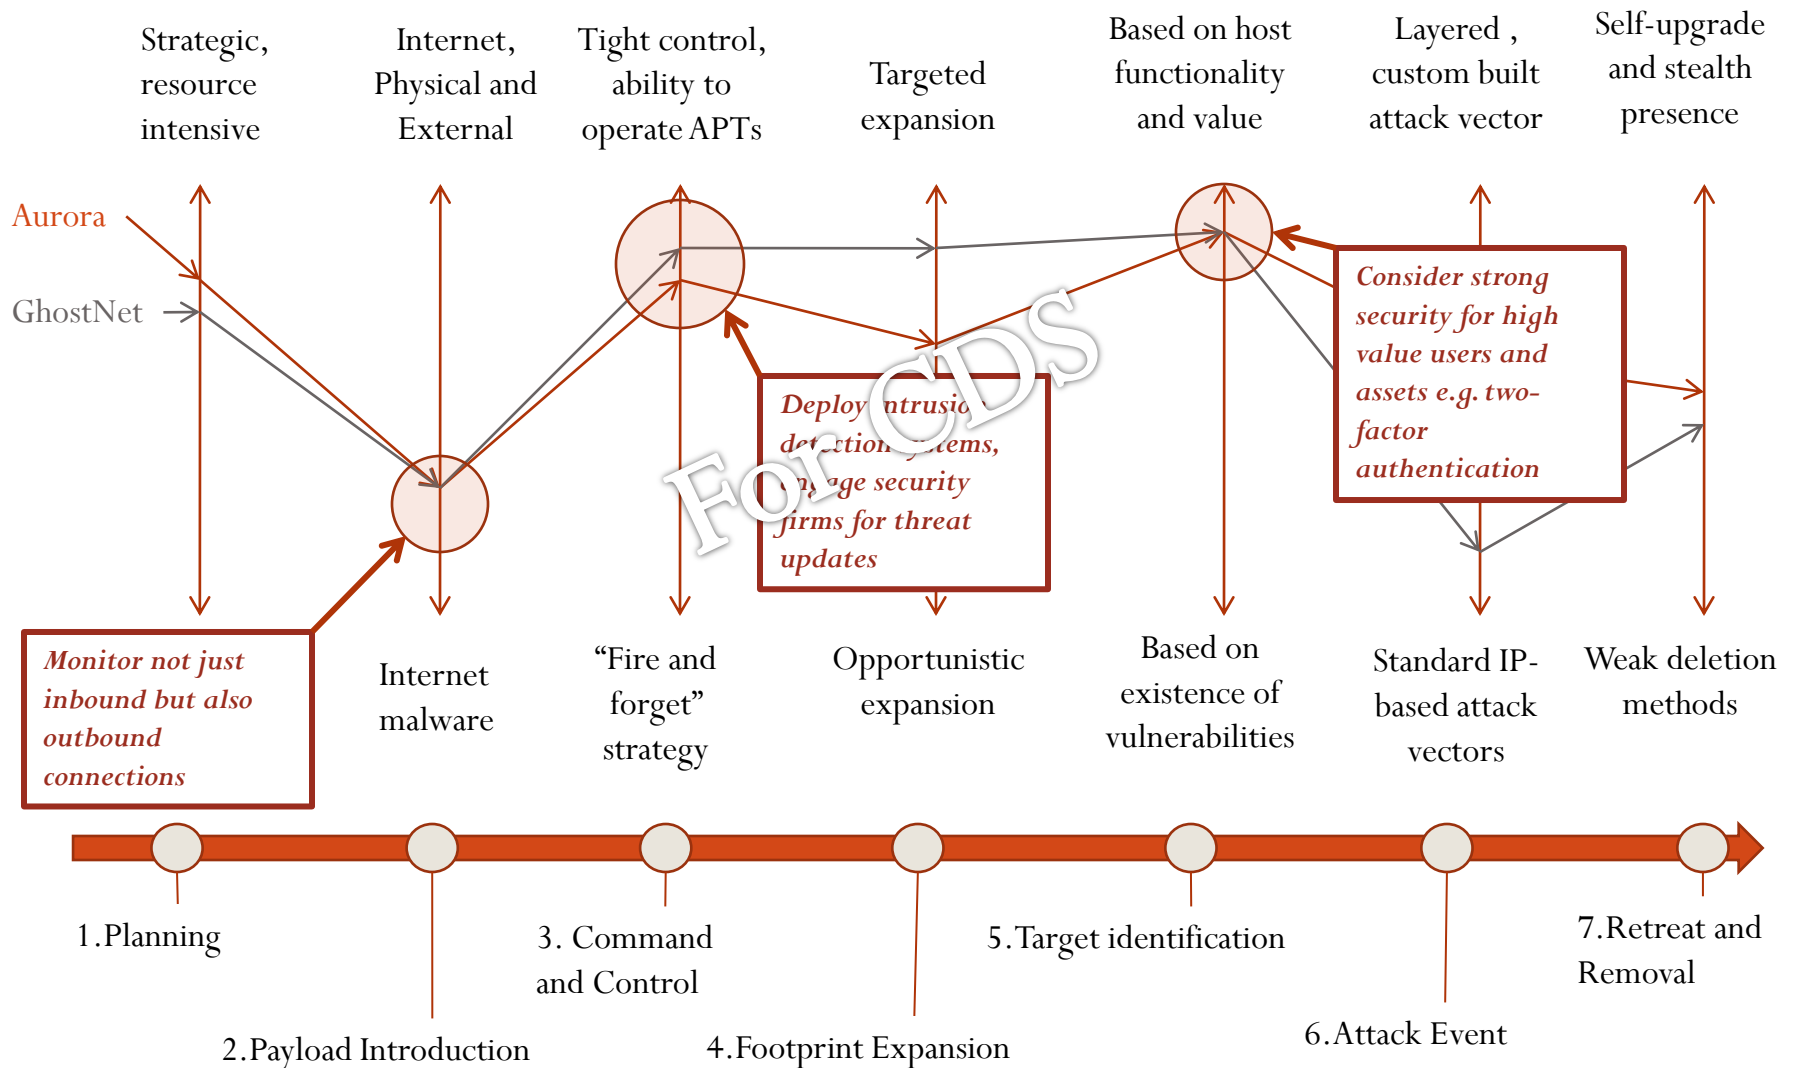 Strategic,
resource
intensive
Internet,
Physical and
External
Tight control,
ability to
operate APTs
Targeted
expansion
Based on host
functionality
and value
Layered ,
custom built
attack vector
Self-upgrade
and stealth
presence
Aurora
GhostNet
Consider strong
security for high
value users and
assets e.g. two-
factor
authentication
Deploy intrusion
detection systems,
engage security
firms for threat
updates
For CDS
Monitor not just
inbound but also
outbound
connections
Internet
malware
“Fire and
forget”
strategy
Opportunistic
expansion
Based on
existence of
vulnerabilities
Standard IP-
based attack
vectors
Weak deletion
methods
1.Planning
2.Payload Introduction
3. Command
and Control
4.Footprint Expansion
5.Target identification
6.Attack Event
7.Retreat and
Removal